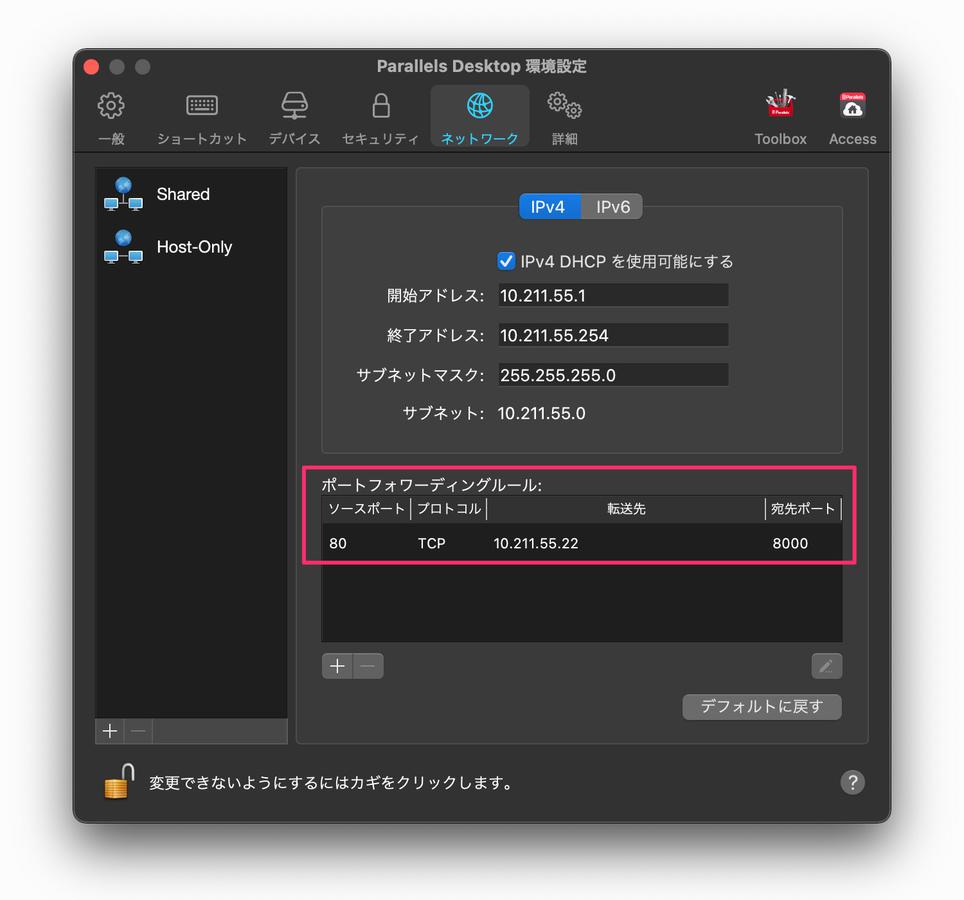 Parallels Desktop 環境設定
一般 ショートカット デバイス セキュリティ ネットワーク 詳細 Toolbox Access
Shared
Host-Only
IPv4 IPv6
IPv4 DHCP を使用可能にする
開始アドレス: 10.211.55.1
終了アドレス: 10.211.55.254
サブネットマスク: 255.255.255.0
サブネット: 10.211.55.0
ポートフォワーディングルール:
ソースポート プロトコル 転送先 宛先ポート
80 TCP 10.211.55.22 8000
デフォルトに戻す
変更できないようにするにはカギをクリックします。
?